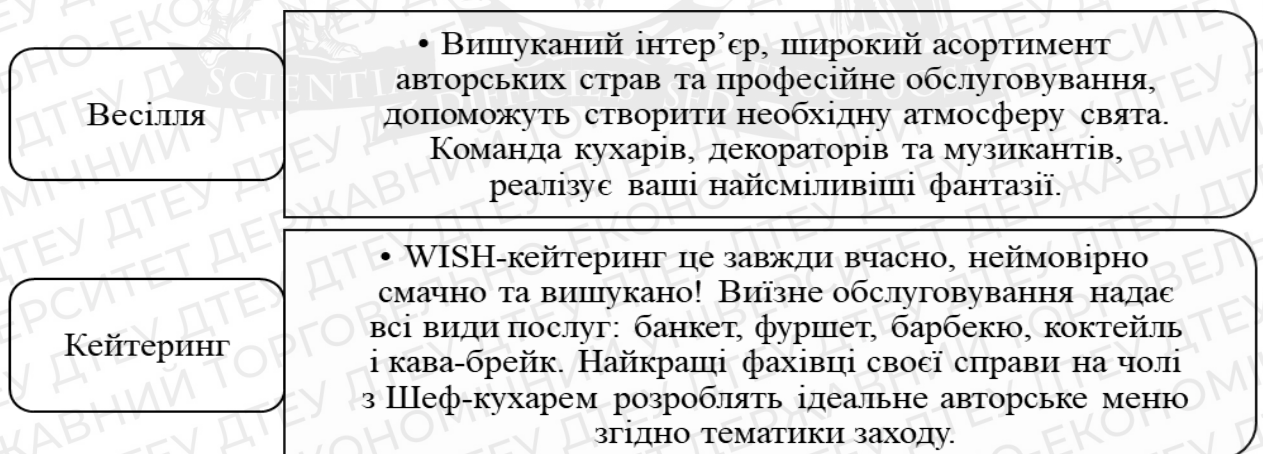 Весілля
• Вишуканий інтер’єр, широкий асортимент
авторських страв та професійне обслуговування,
допоможуть створити необхідну атмосферу свята.
Команда кухарів, декораторів та музикантів,
реалізує ваші найсміливіші фантазії.
Кейтеринг
• WISH-кейтеринг це завжди вчасно, неймовірно
смачно та вишукано! Виїзне обслуговування надає
всі види послуг: банкет, фуршет, барбекю, коктейль
і кава-брейк. Найкращі фахівці своєї справи на чолі
з Шеф-кухарем розроблять ідеальне авторське меню
згідно тематики заходу.